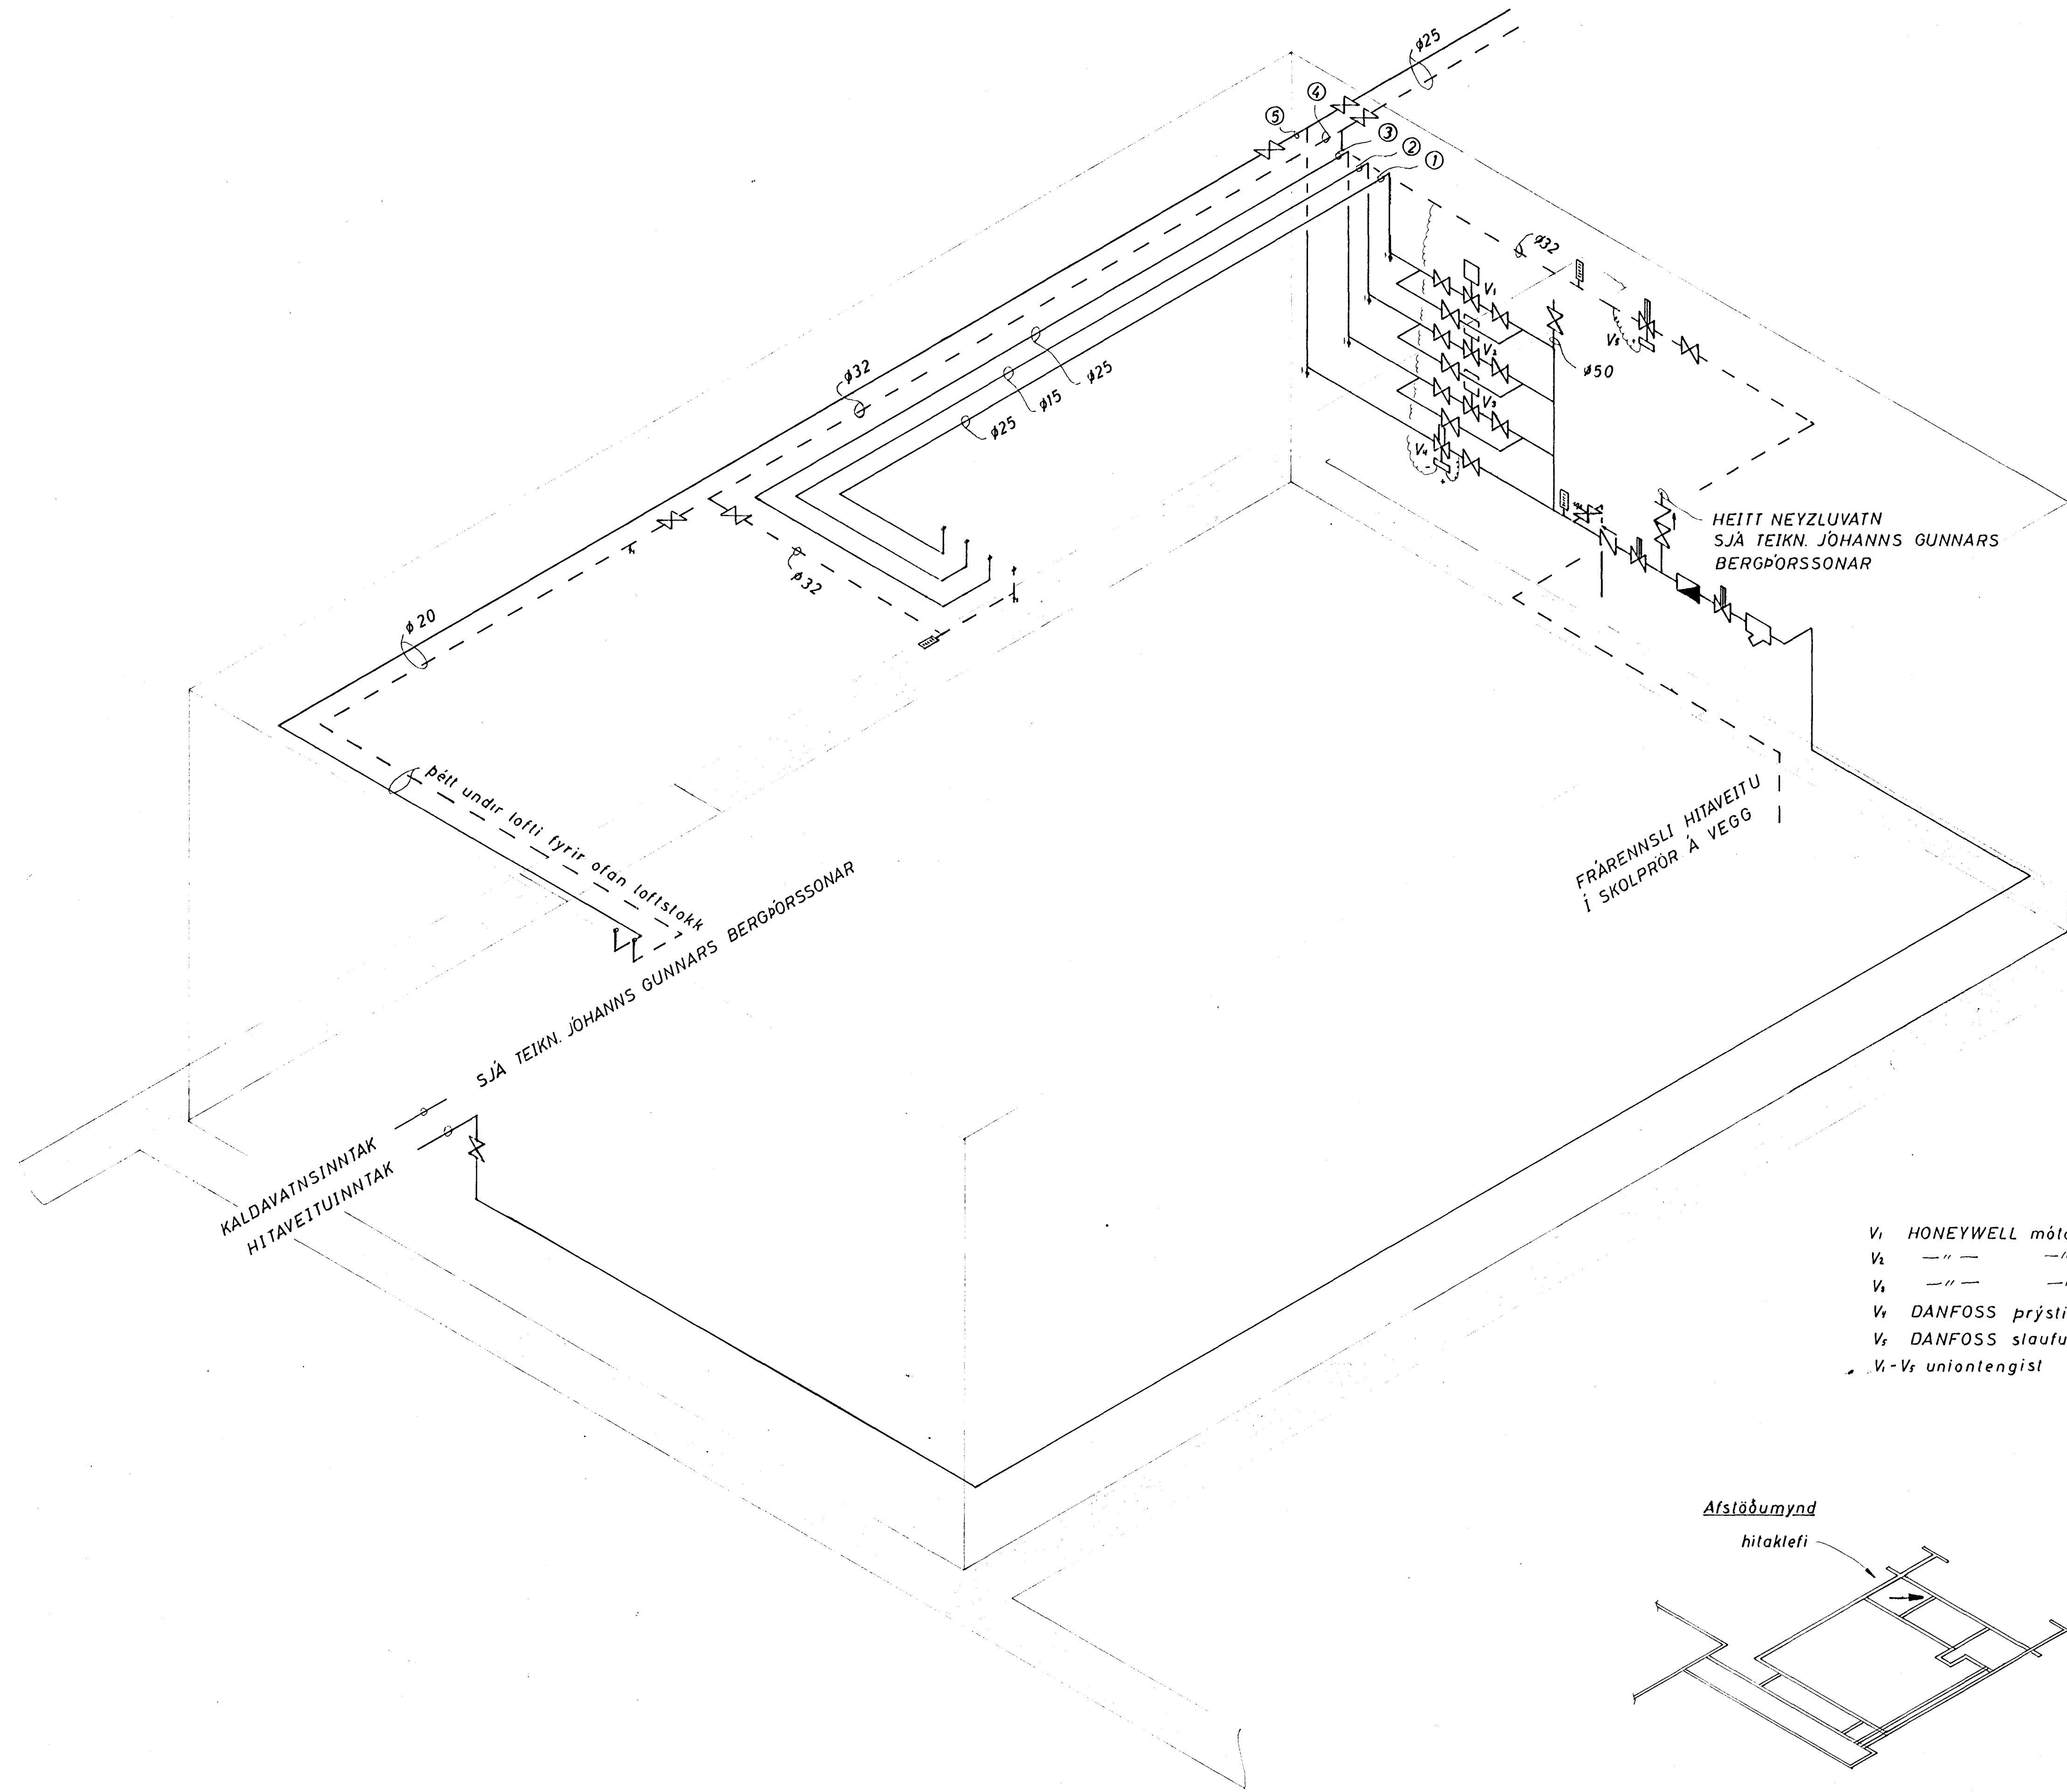 ø25
④
⑤
③
②
①
ø32
V₁
V₂
V₃
V₄
V₅
ø50
ø32
ø25
ø15
ø25
ø32
ø20
HEITT NEYZLUVATN
SJÁ TEIKN. JÓHANNS GUNNARS
BERGÞÓRSSONAR
þétt undir lofti fyrir ofan loftstokk
SJÁ TEIKN. JÓHANNS GUNNARS BERGÞÓRSSONAR
FRÁRENNSLI HITAVEITU
Í SKOLPRÖR Á VEGG
KALDAVATNSINNTAK
HITAVEITUINNTAK
V₁ HONEYWELL
V₂ —"—
V₃ —"—
V₄ DANFOSS
V₅ DANFOSS
V₁-V₅ uniontengist
Afstöðumynd
hitaklefi